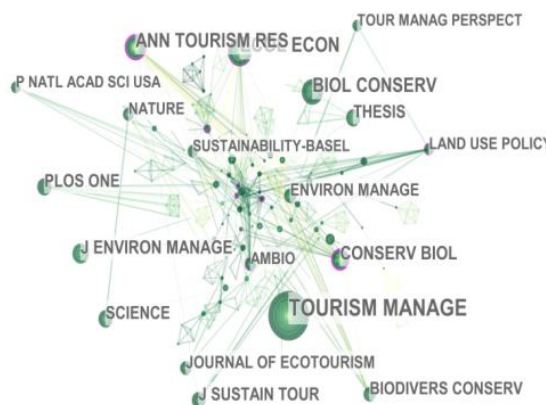 TOUR MANAG PERSPECT
ANN TOURISM RES
ECON
P NATL ACAD SCI USA
BIOL CONSERV
NATURE
THESIS
SUSTAINABILITY-BASEL
LAND USE POLICY
PLOS ONE
ENVIRON MANAGE
J ENVIRON MANAGE
AMBIO
CONSERV BIOL
SCIENCE
TOURISM MANAGE
JOURNAL OF ECOTOURISM
J SUSTAIN TOUR
BIODIVERS CONSERV